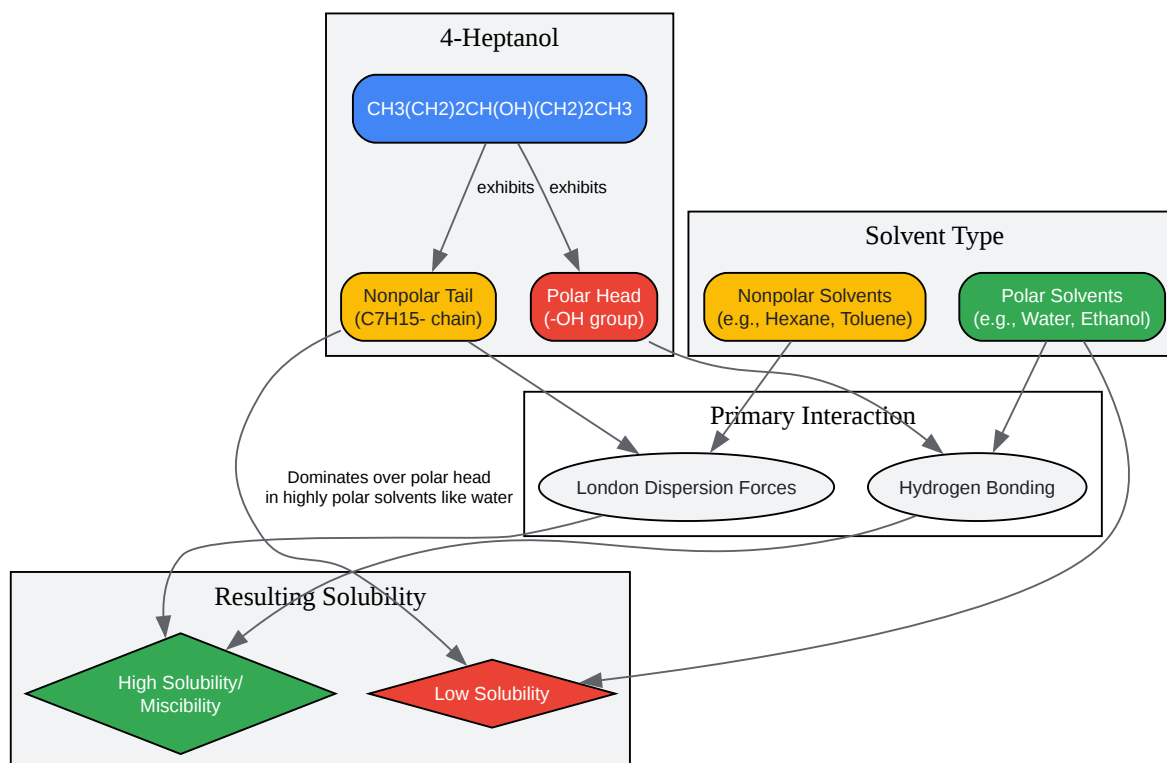 4-Heptanol
CH3(CH2)2CH(OH)(CH2)2CH3
exhibits
exhibits
Solvent Type
Nonpolar Tail
(C7H15- chain)
Polar Head
(-OH group)
Nonpolar Solvents
(e.g., Hexane, Toluene)
Polar Solvents
(e.g., Water, Ethanol)
Primary Interaction
Dominates over polar head
in highly polar solvents like water
London Dispersion Forces
Hydrogen Bonding
Resulting Solubility
High Solubility/
Miscibility
Low Solubility